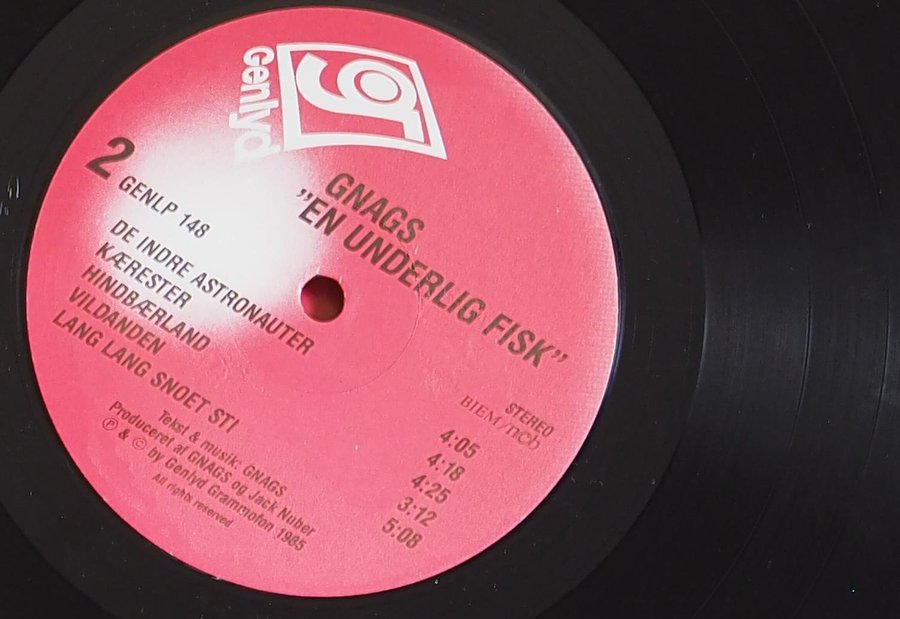 Genlyd
gr
GNAGS
"EN UNDERLIG FISK"
2
GENLP 148
STEREO
BIEM/ncb
DE INDRE ASTRONAUTER 4:05
KÆRESTER 4:18
HINDBÆRLAND 4:25
VILDANDEN 3:12
LANG LANG SNOET STI 5:08
Tekst & musik: GNAGS
Produceret af GNAGS og Jack Nuber
Ⓟ & © by Genlyd Grammofon 1985
All rights reserved